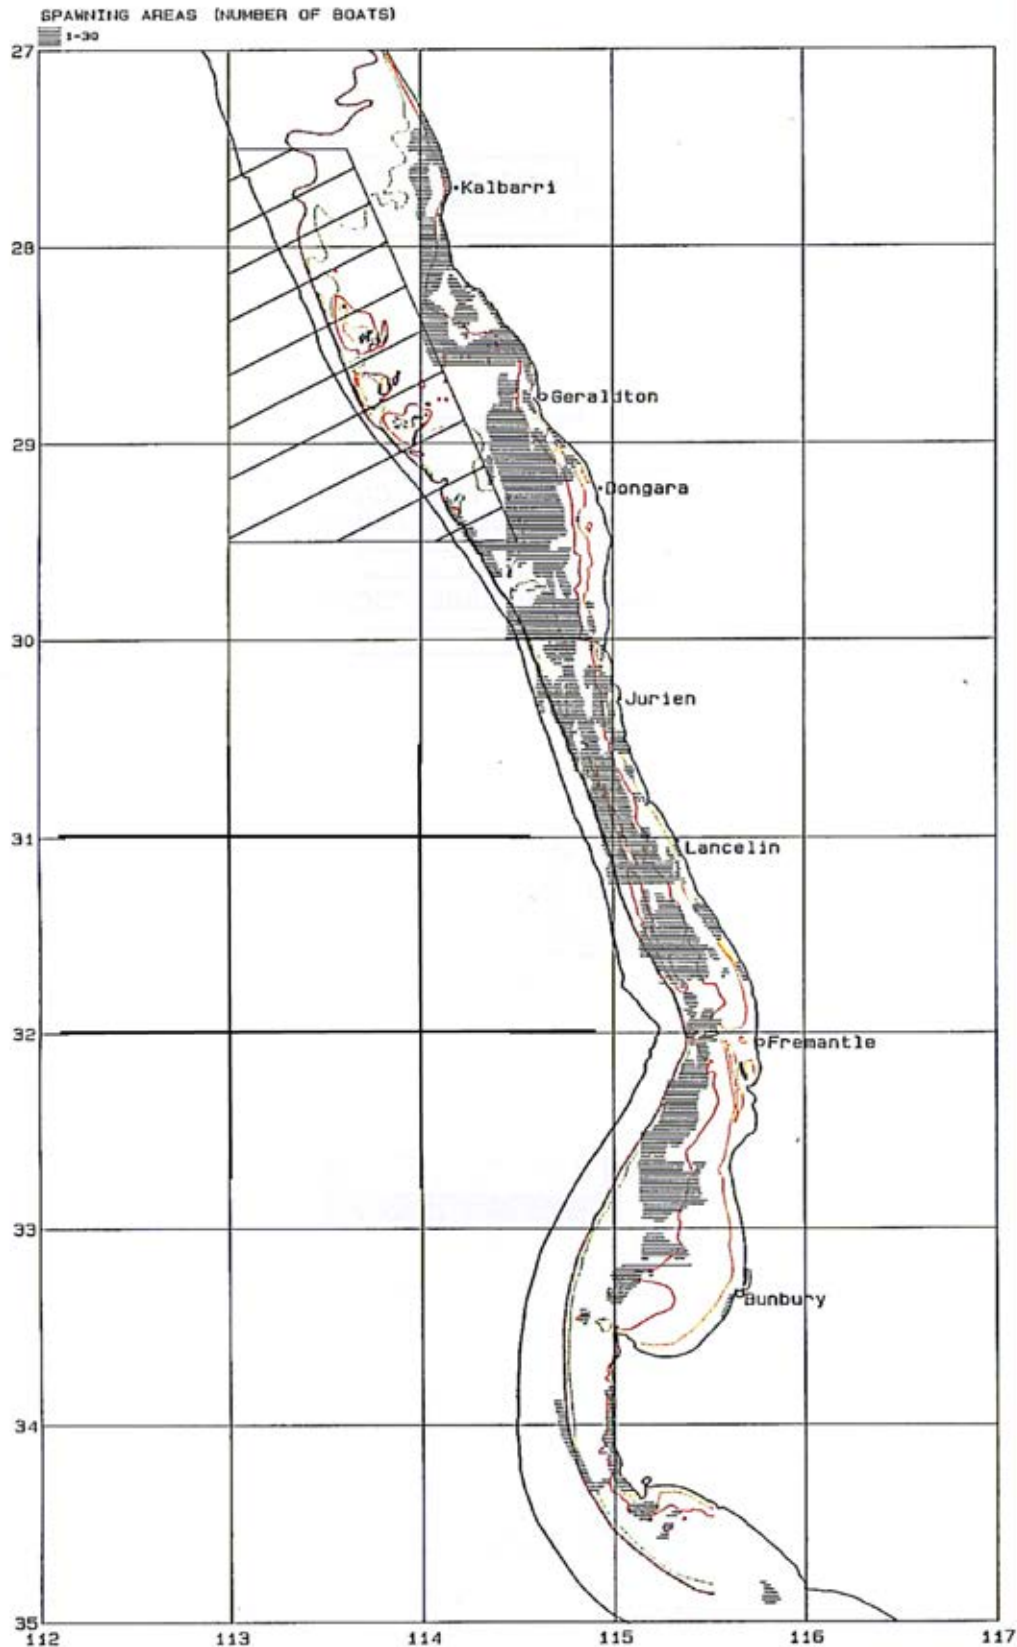 SPAWNING AREAS (NUMBER OF BOATS)
1-30
27
Kalbarri
28
Geraldton
29
Dongara
30
Jurien
31
Lancelin
32
Fremantle
33
Bunbury
34
35
112 113 114 115 116 117